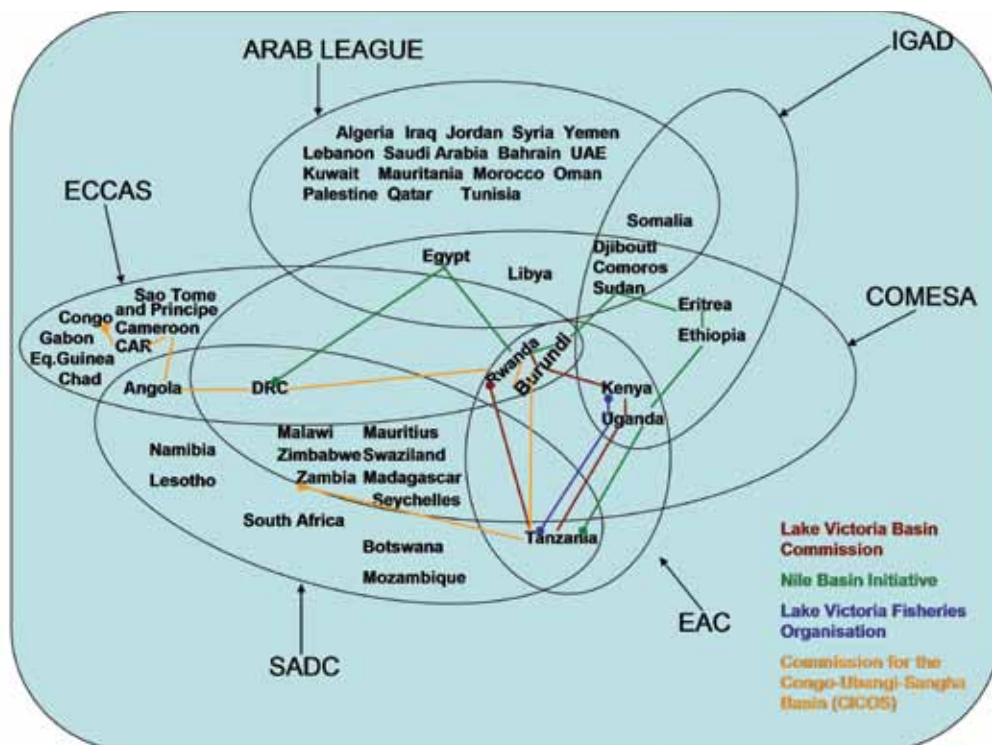 ARAB LEAGUE
IGAD
Algeria Iraq Jordan Syria Yemen
Lebanon Saudi Arabia Bahrain UAE
Kuwait Mauritania Morocco Oman
Palestine Qatar Tunisia
ECCAS
Somalia
Egypt
Libya
Djibouti
Comoros
Sudan
Eritrea
Ethiopia
COMESA
Sao Tome
and Principe
Congo
Cameroon
Gabon
CAR
Eq.Guinea
Chad
Angola
DRC
Rwanda
Burundi
Kenya
Uganda
Namibia
Lesotho
Malawi Mauritius
Zimbabwe Swaziland
Zambia Madagascar
Seychelles
South Africa
Botswana
Mozambique
Tanzania
SADC
EAC
Lake Victoria Basin
Commission
Nile Basin Initiative
Lake Victoria Fisheries
Organisation
Commission for the
Congo-Ubangi-Sangha
Basin (CICOS)